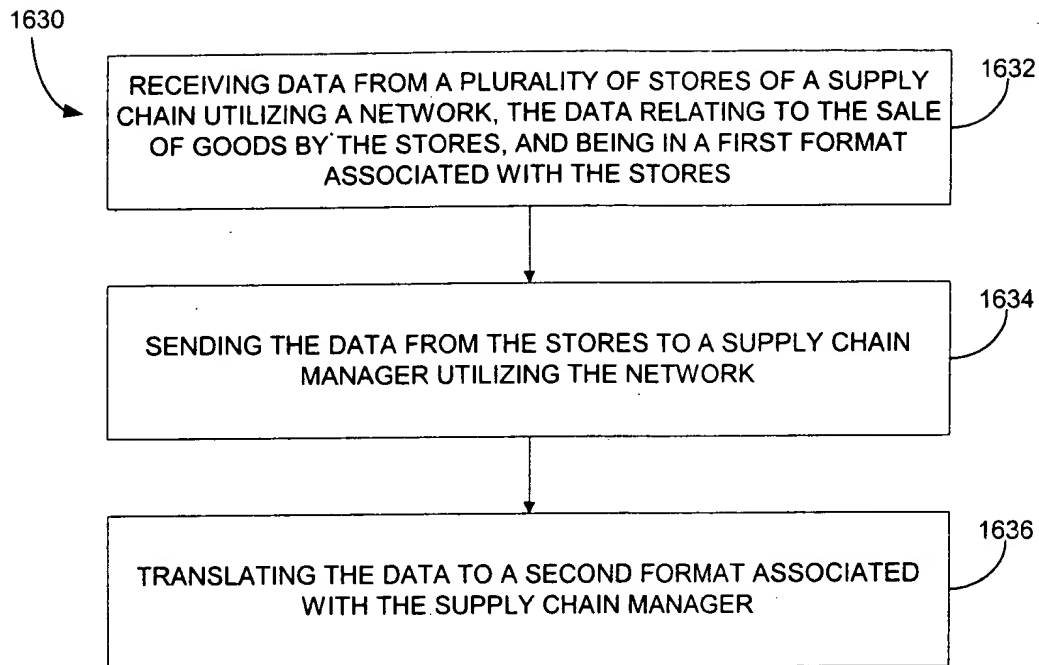 1630
1632
RECEIVING DATA FROM A PLURALITY OF STORES OF A SUPPLY
CHAIN UTILIZING A NETWORK, THE DATA RELATING TO THE SALE
OF GOODS BY THE STORES, AND BEING IN A FIRST FORMAT
ASSOCIATED WITH THE STORES
1634
SENDING THE DATA FROM THE STORES TO A SUPPLY CHAIN
MANAGER UTILIZING THE NETWORK
1636
TRANSLATING THE DATA TO A SECOND FORMAT ASSOCIATED
WITH THE SUPPLY CHAIN MANAGER